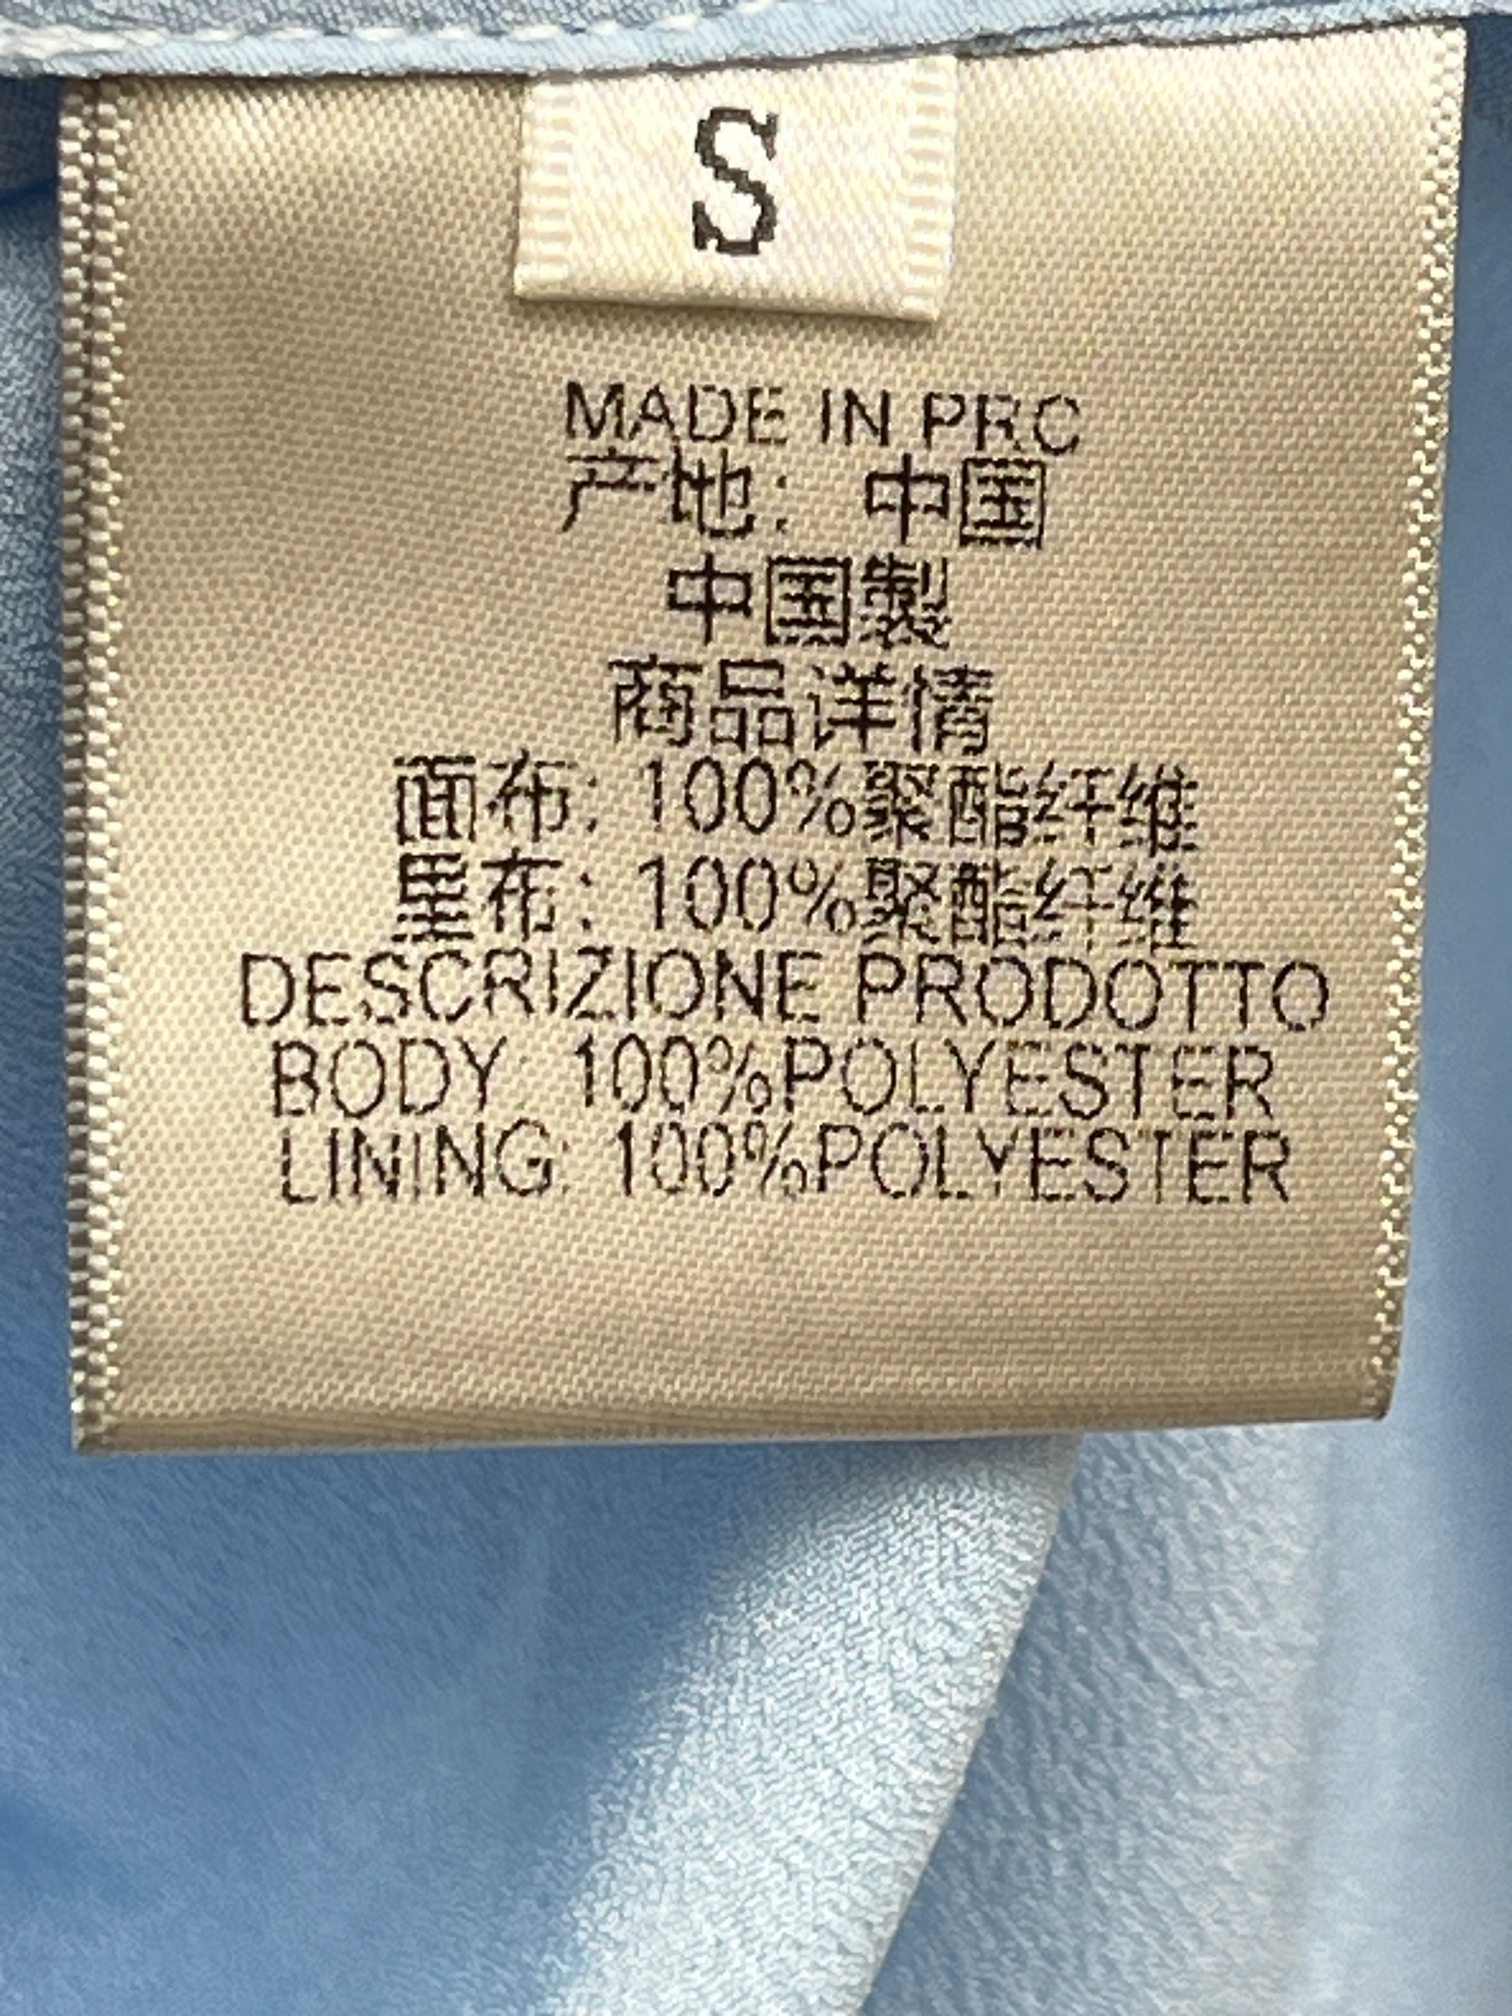 S
MADE IN PRC
产地: 中国
中国製
商品详情
面布: 100%聚酯纤维
里布: 100%聚酯纤维
DESCRIZIONE PRODOTTO
BODY: 100%POLYESTER
LINING: 100%POLYESTER